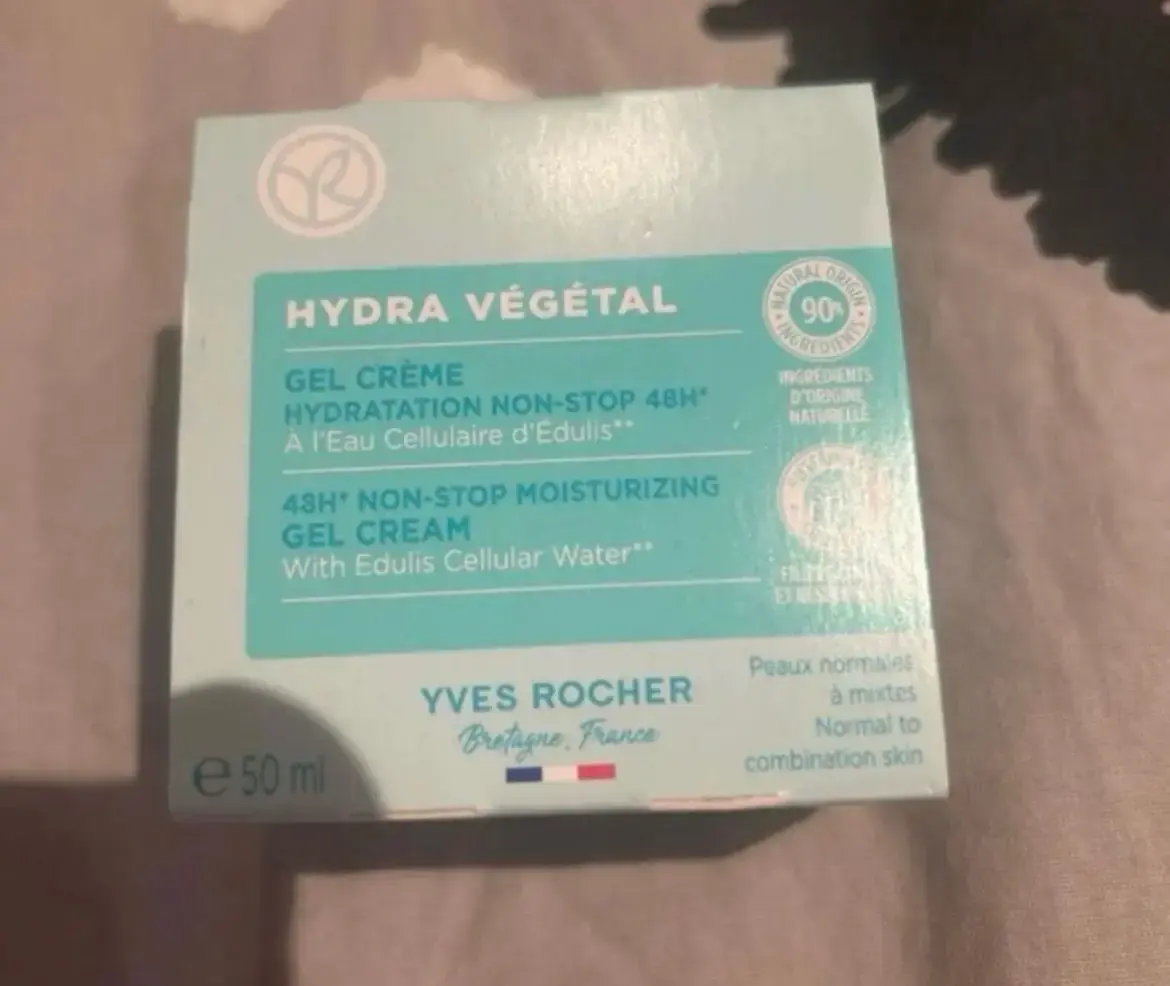 HYDRA VÉGÉTAL
GEL CRÈME
HYDRATATION NON-STOP 48H*
À l'Eau Cellulaire d'Édulis**
48H* NON-STOP MOISTURIZING
GEL CREAM
With Edulis Cellular Water**
NATURAL ORIGIN
90%
INGREDIENTS
INGRÉDIENTS
D'ORIGINE
NATURELLE
YVES ROCHER
Bretagne, France
e 50 ml
Peaux normales
à mixtes
Normal to
combination skin